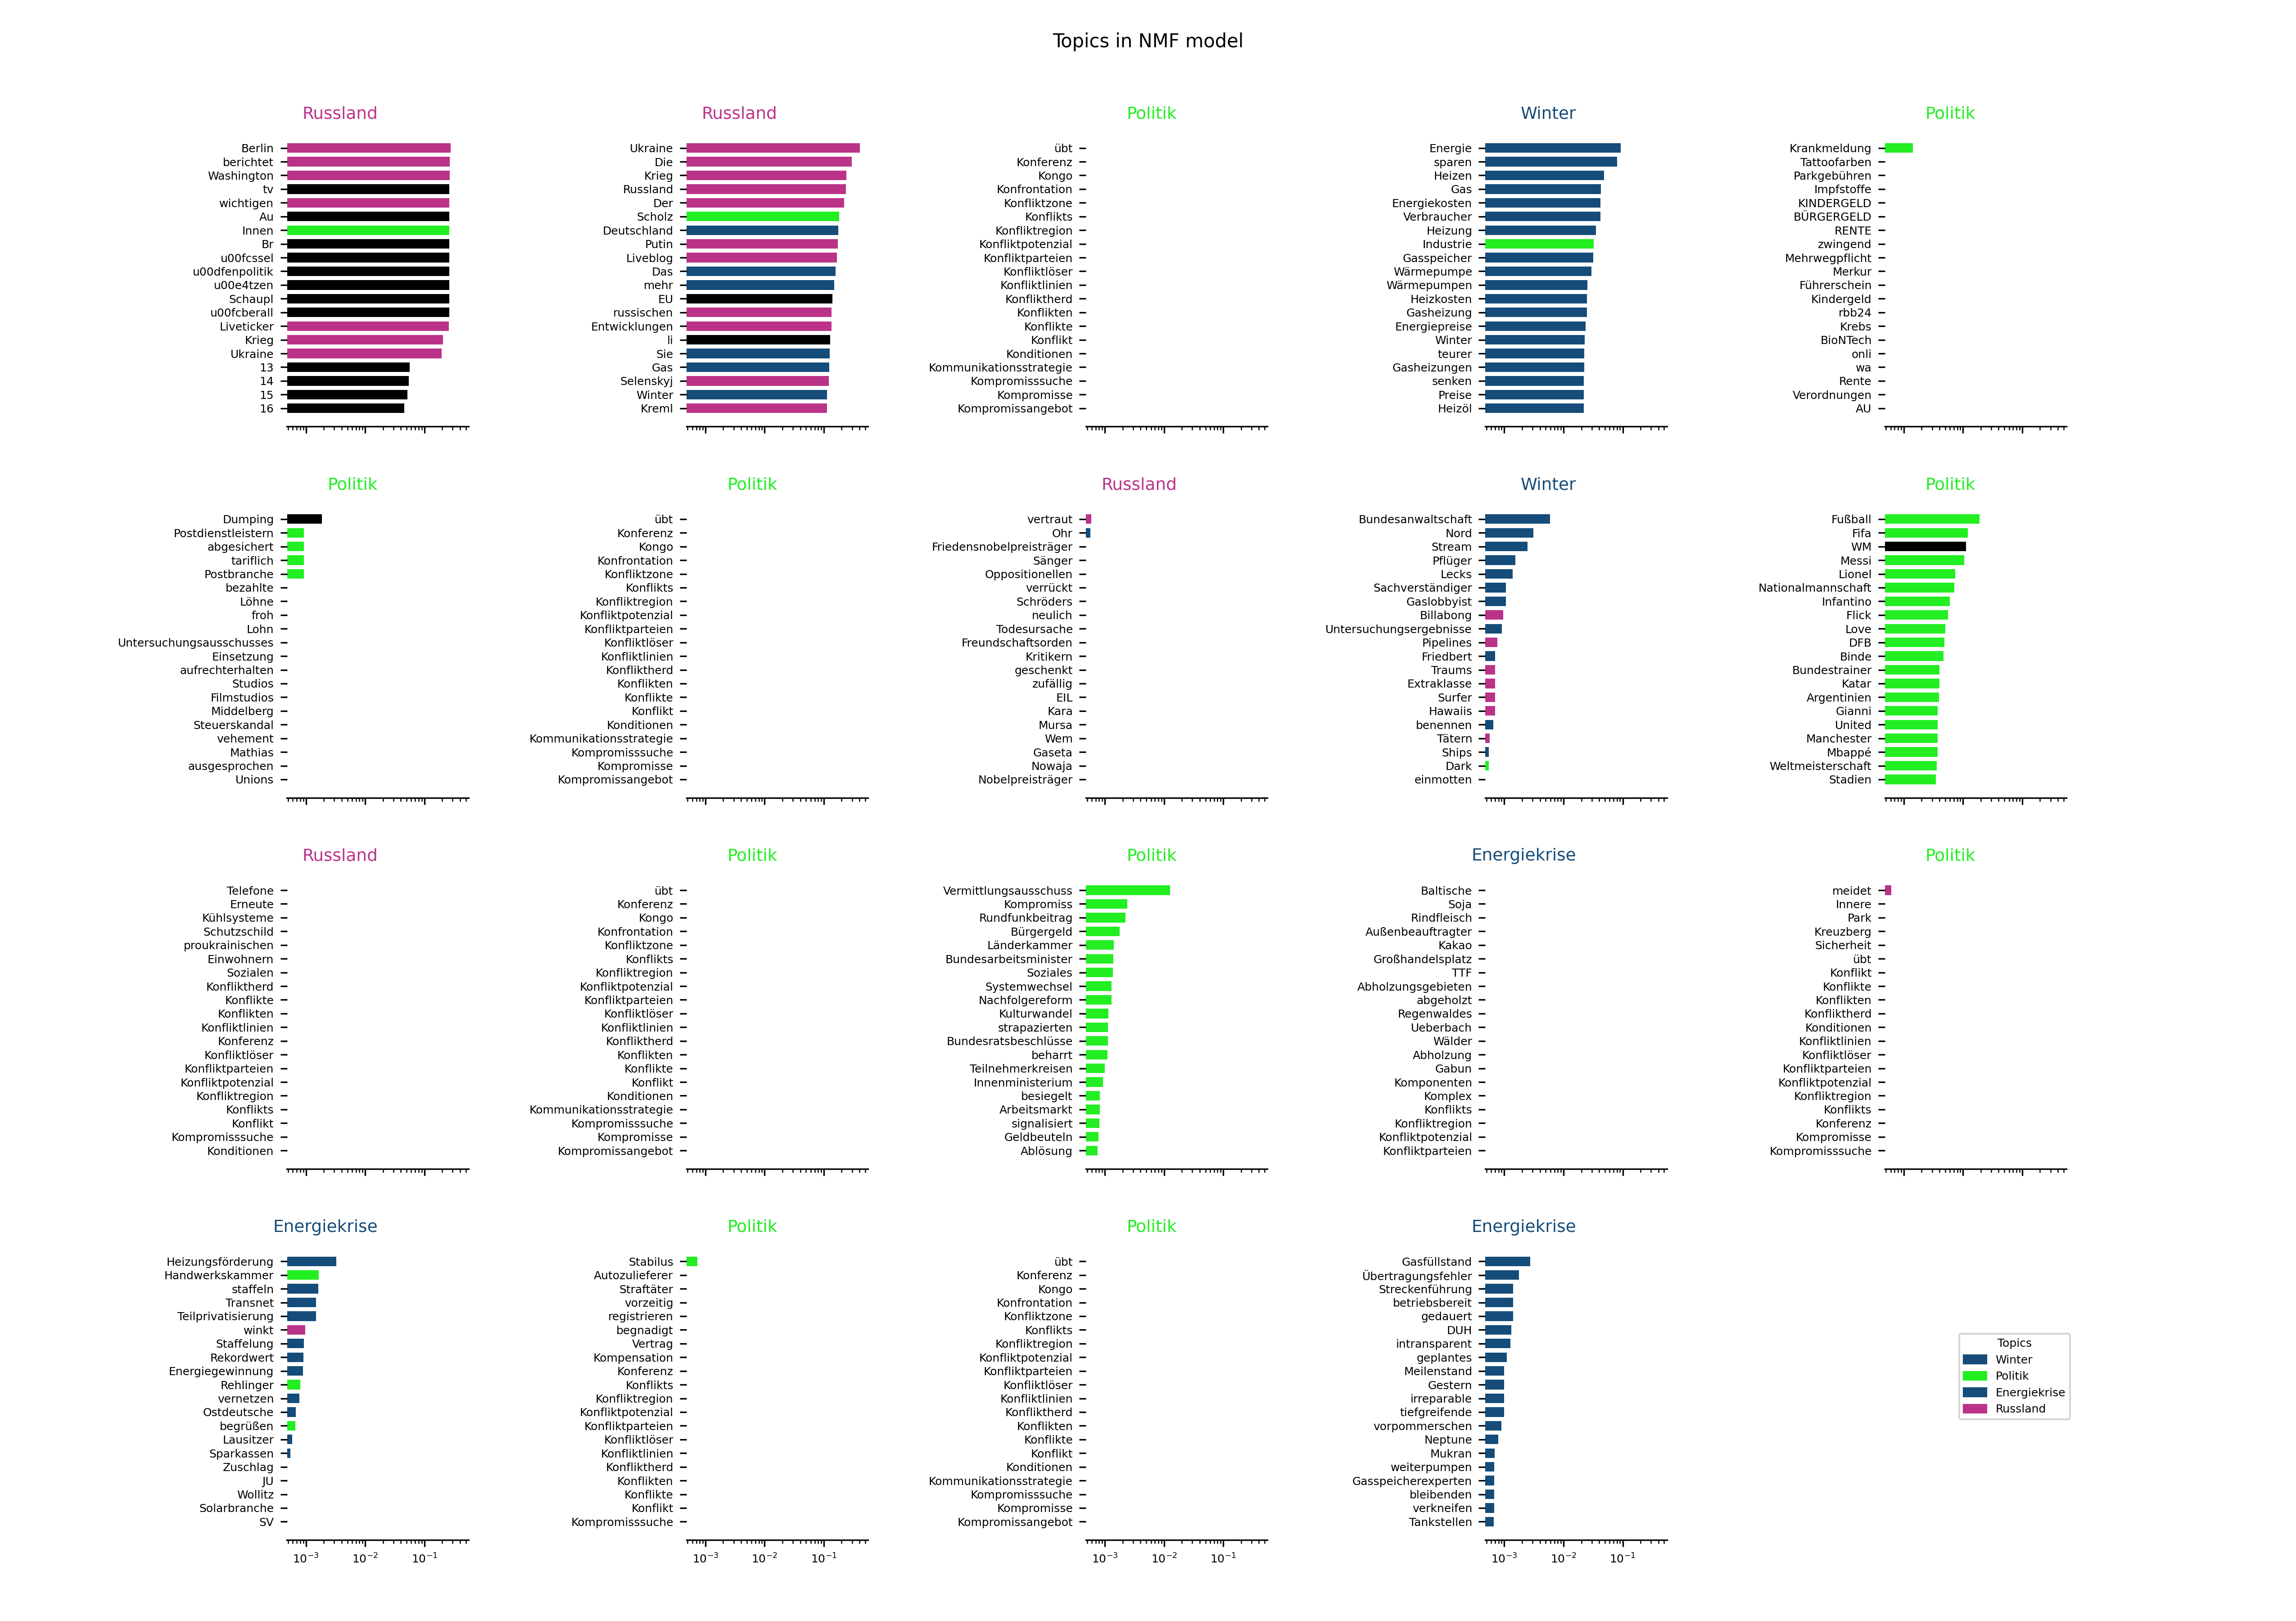 Topics in NMF model
Russland
Berlin
berichtet
Washington
tv
wichtigen
Au
Innen
Br
u00fcssel
u00dfenpolitik
u00e4tzen
Schaupl
u00fcberall
Liveticker
Krieg
Ukraine
13
14
15
16
Russland
Ukraine
Die
Krieg
Russland
Der
Scholz
Deutschland
Putin
Liveblog
Das
mehr
EU
russischen
Entwicklungen
li
Sie
Gas
Selenskyj
Winter
Kreml
Politik
übt
Konferenz
Kongo
Konfrontation
Konfliktzone
Konflikts
Konfliktregion
Konfliktpotenzial
Konfliktparteien
Konfliktlöser
Konfliktlinien
Konfliktherd
Konflikten
Konflikte
Konflikt
Konditionen
Kommunikationsstrategie
Kompromisssuche
Kompromisse
Kompromissangebot
Winter
Energie
sparen
Heizen
Gas
Energiekosten
Verbraucher
Heizung
Industrie
Gasspeicher
Wärmepumpe
Wärmepumpen
Heizkosten
Gasheizung
Energiepreise
Winter
teurer
Gasheizungen
senken
Preise
Heizöl
Politik
Krankmeldung
Tattoofarben
Parkgebühren
Impfstoffe
KINDERGELD
BÜRGERGELD
RENTE
zwingend
Mehrwegpflicht
Merkur
Führerschein
Kindergeld
rbb24
Krebs
BioNTech
onli
wa
Rente
Verordnungen
AU
Politik
Dumping
Postdienstleistern
abgesichert
tariflich
Postbranche
bezahlte
Löhne
froh
Lohn
Untersuchungsausschusses
Einsetzung
aufrechterhalten
Studios
Filmstudios
Middelberg
Steuerskandal
vehement
Mathias
ausgesprochen
Unions
Politik
übt
Konferenz
Kongo
Konfrontation
Konfliktzone
Konflikts
Konfliktregion
Konfliktpotenzial
Konfliktparteien
Konfliktlöser
Konfliktlinien
Konfliktherd
Konflikten
Konflikte
Konflikt
Konditionen
Kommunikationsstrategie
Kompromisssuche
Kompromisse
Kompromissangebot
Russland
vertraut
Ohr
Friedensnobelpreisträger
Sänger
Oppositionellen
verrückt
Schröders
neulich
Todesursache
Freundschaftsorden
Kritikern
geschenkt
zufällig
EIL
Kara
Mursa
Wem
Gaseta
Nowaja
Nobelpreisträger
Winter
Bundesanwaltschaft
Nord
Stream
Pflüger
Lecks
Sachverständiger
Gaslobbyist
Billabong
Untersuchungsergebnisse
Pipelines
Friedbert
Traums
Extraklasse
Surfer
Hawaiis
benennen
Tätern
Ships
Dark
einmotten
Politik
Fußball
Fifa
WM
Messi
Lionel
Nationalmannschaft
Infantino
Flick
Love
DFB
Binde
Bundestrainer
Katar
Argentinien
Gianni
United
Manchester
Mbappé
Weltmeisterschaft
Stadien
Russland
Telefone
Erneute
Kühlsysteme
Schutzschild
proukrainischen
Einwohnern
Sozialen
Konfliktherd
Konflikte
Konflikten
Konfliktlinien
Konferenz
Konfliktlöser
Konfliktparteien
Konfliktpotenzial
Konfliktregion
Konflikts
Konflikt
Kompromisssuche
Konditionen
Politik
übt
Konferenz
Kongo
Konfrontation
Konfliktzone
Konflikts
Konfliktregion
Konfliktpotenzial
Konfliktparteien
Konfliktlöser
Konfliktlinien
Konfliktherd
Konflikten
Konflikte
Konflikt
Konditionen
Kommunikationsstrategie
Kompromisssuche
Kompromisse
Kompromissangebot
Politik
Vermittlungsausschuss
Kompromiss
Rundfunkbeitrag
Bürgergeld
Länderkammer
Bundesarbeitsminister
Soziales
Systemwechsel
Nachfolgereform
Kulturwandel
strapazierten
Bundesratsbeschlüsse
beharrt
Teilnehmerkreisen
Innenministerium
besiegelt
Arbeitsmarkt
signalisiert
Geldbeuteln
Ablösung
Energiekrise
Baltische
Soja
Rindfleisch
Außenbeauftragter
Kakao
Großhandelsplatz
TTF
Abholzungsgebieten
abgeholzt
Regenwaldes
Ueberbach
Wälder
Abholzung
Gabun
Komponenten
Komplex
Konflikts
Konfliktregion
Konfliktpotenzial
Konfliktparteien
Politik
meidet
Innere
Park
Kreuzberg
Sicherheit
übt
Konflikt
Konflikte
Konflikten
Konfliktherd
Konditionen
Konfliktlinien
Konfliktlöser
Konfliktparteien
Konfliktpotenzial
Konfliktregion
Konflikts
Konferenz
Kompromisse
Kompromisssuche
Energiekrise
Heizungsförderung
Handwerkskammer
staffeln
Transnet
Teilprivatisierung
winkt
Staffelung
Rekordwert
Energiegewinnung
Rehlinger
vernetzen
Ostdeutsche
begrüßen
Lausitzer
Sparkassen
Zuschlag
JU
Wollitz
Solarbranche
SV
10⁻³ 10⁻² 10⁻¹
Politik
Stabilus
Autozulieferer
Straftäter
vorzeitig
registrieren
begnadigt
Vertrag
Kompensation
Konferenz
Konflikts
Konfliktregion
Konfliktpotenzial
Konfliktparteien
Konfliktlöser
Konfliktlinien
Konfliktherd
Konflikten
Konflikte
Konflikt
Kompromisssuche
10⁻³ 10⁻² 10⁻¹
Politik
übt
Konferenz
Kongo
Konfrontation
Konfliktzone
Konflikts
Konfliktregion
Konfliktpotenzial
Konfliktparteien
Konfliktlöser
Konfliktlinien
Konfliktherd
Konflikten
Konflikte
Konflikt
Konditionen
Kommunikationsstrategie
Kompromisssuche
Kompromisse
Kompromissangebot
10⁻³ 10⁻² 10⁻¹
Energiekrise
Gasfüllstand
Übertragungsfehler
Streckenführung
betriebsbereit
gedauert
DUH
intransparent
geplantes
Meilenstand
Gestern
irreparable
tiefgreifende
vorpommerschen
Neptune
Mukran
weiterpumpen
Gasspeicherexperten
bleibenden
verkneifen
Tankstellen
10⁻³ 10⁻² 10⁻¹
Topics
Winter
Politik
Energiekrise
Russland